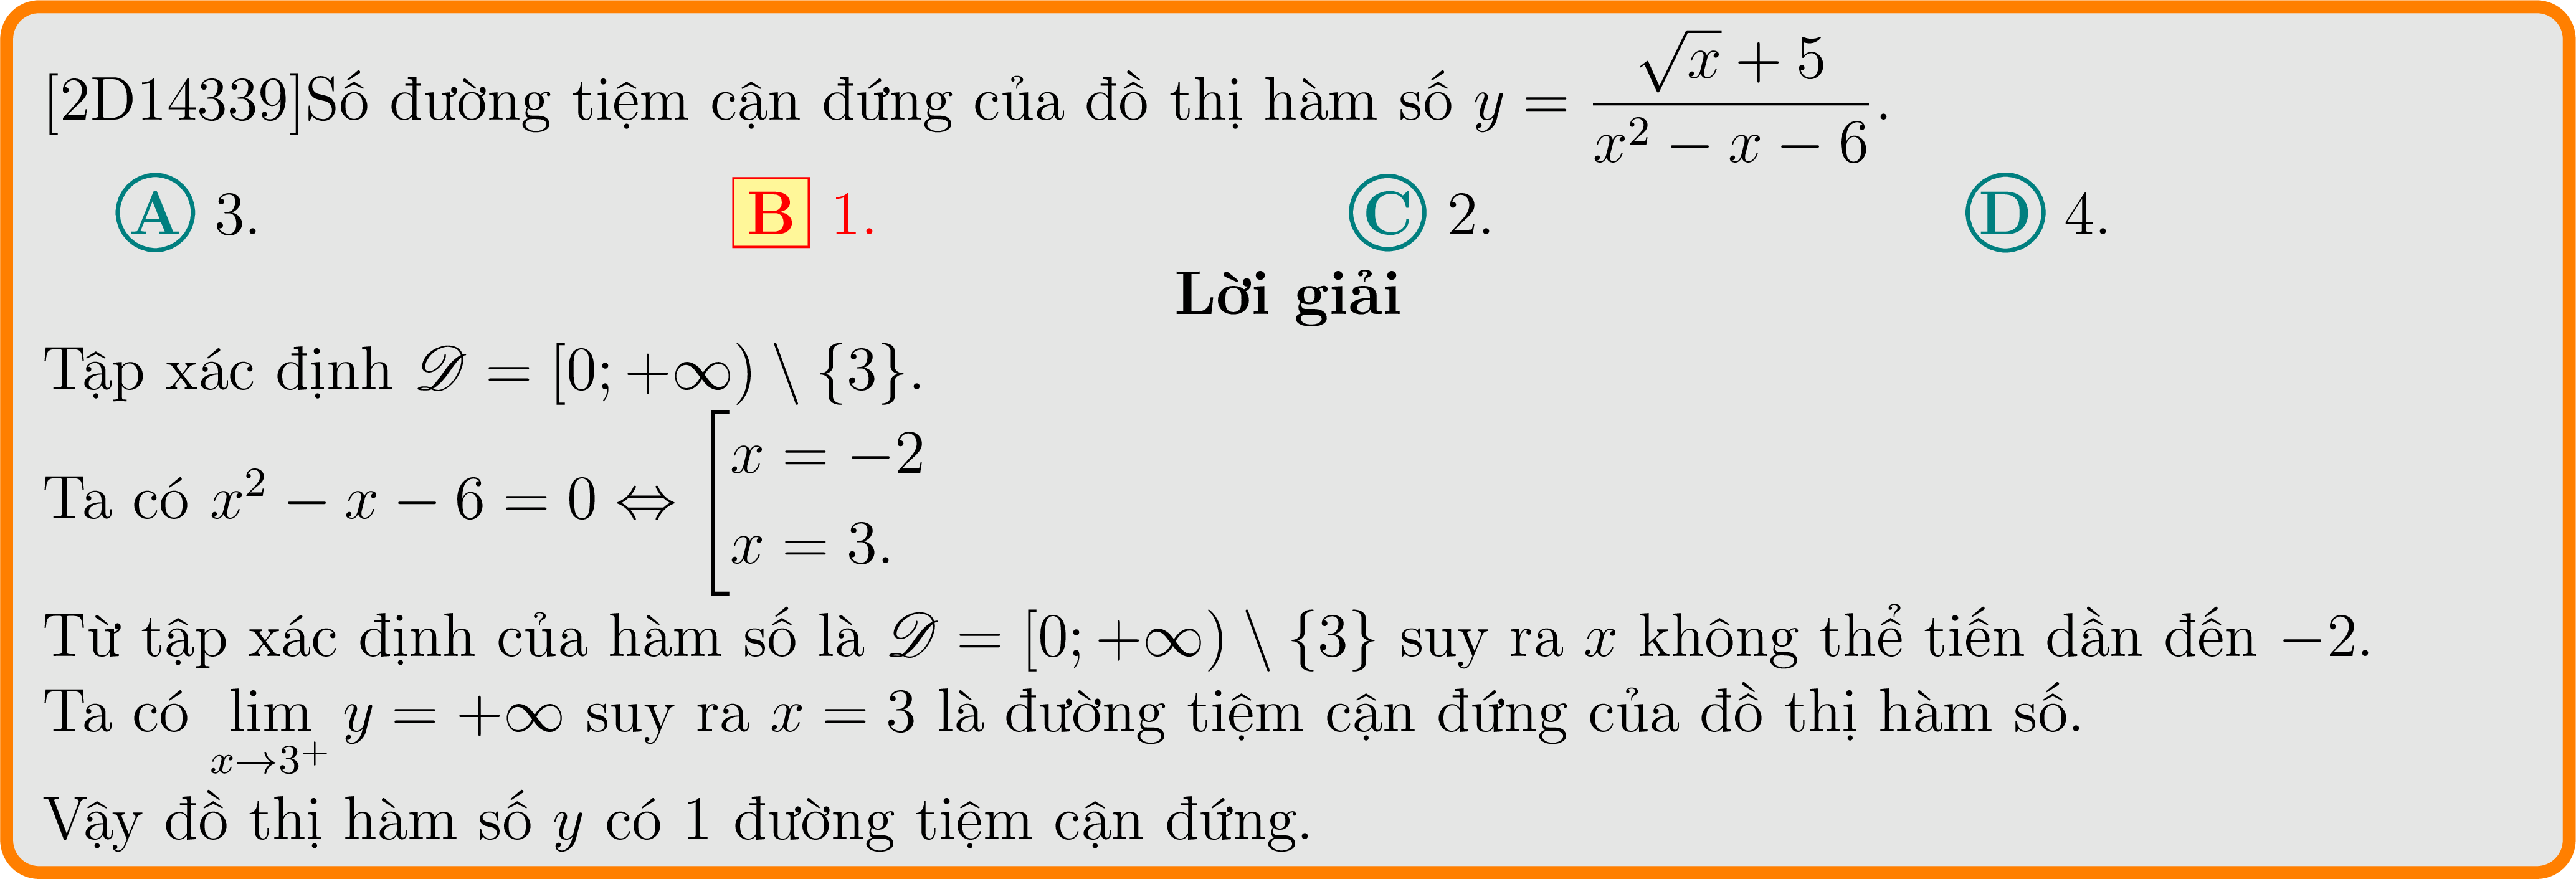 [2D14339]Số đường tiệm cận đứng của đồ thị hàm số $y = \dfrac{\sqrt{x}+5}{x^2-x-6}$.
Ⓐ 3. B 1. Ⓒ 2. Ⓓ 4.
Lời giải
Tập xác định $\mathscr{D} = [0;+\infty) \setminus \{3\}$.
Ta có $x^2 - x - 6 = 0 \Leftrightarrow \left[\begin{array}{l} x = -2 \\ x = 3. \end{array}\right.$
Từ tập xác định của hàm số là $\mathscr{D} = [0;+\infty) \setminus \{3\}$ suy ra $x$ không thể tiến dần đến $-2$.
Ta có $\lim\limits_{x \to 3^+} y = +\infty$ suy ra $x = 3$ là đường tiệm cận đứng của đồ thị hàm số.
Vậy đồ thị hàm số $y$ có 1 đường tiệm cận đứng.